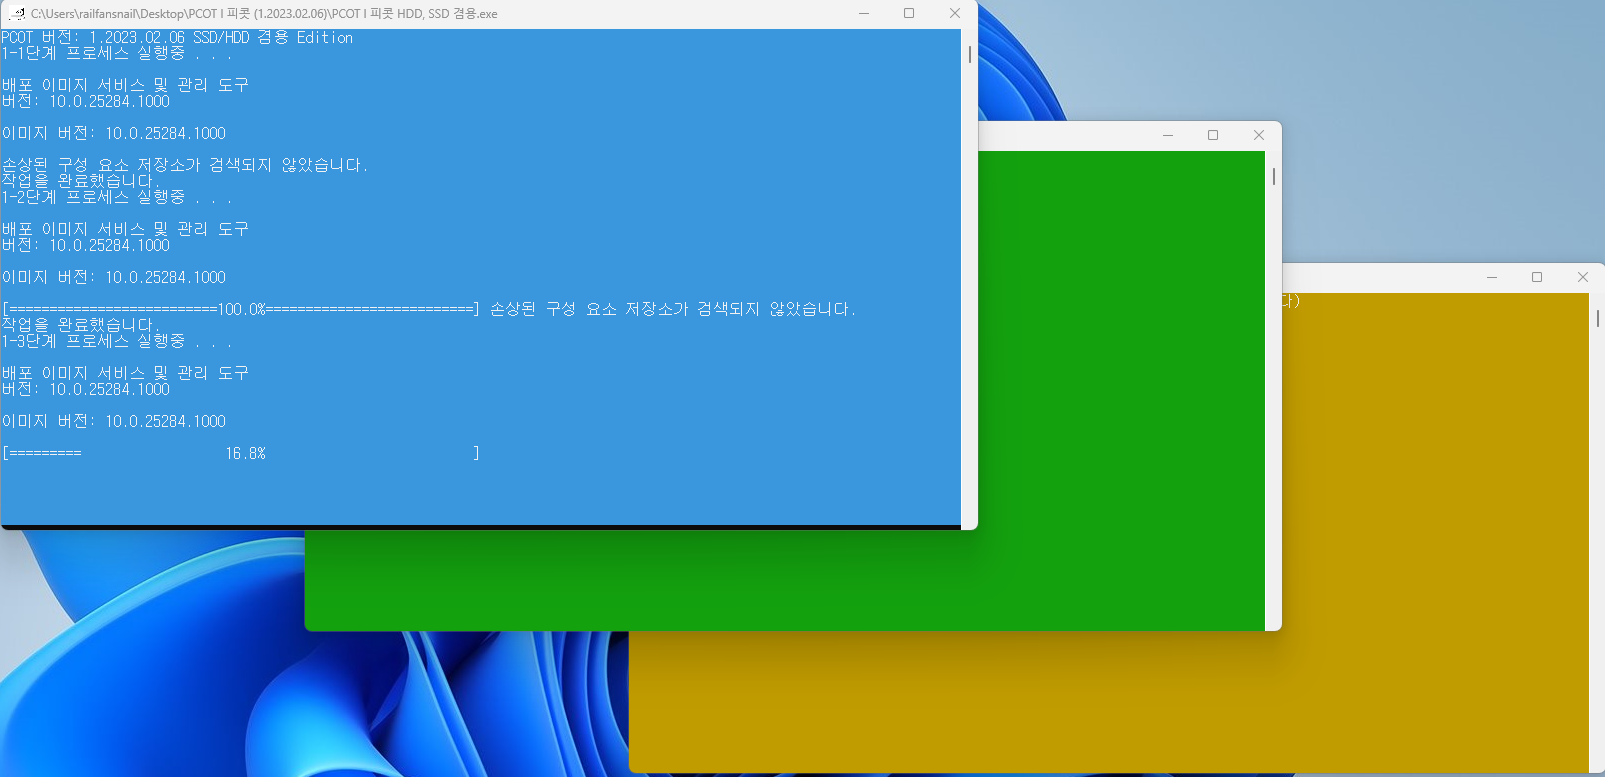 C:\Users\railfansnail\Desktop\PCOT I 피콧 (1.2023.02.06)\PCOT I 피콧 HDD, SSD 겸용.exe
PCOT 버전: 1.2023.02.06 SSD/HDD 겸용 Edition
1-1단계 프로세스 실행중 . . .
배포 이미지 서비스 및 관리 도구
버전: 10.0.25284.1000
이미지 버전: 10.0.25284.1000
손상된 구성 요소 저장소가 검색되지 않았습니다.
작업을 완료했습니다.
1-2단계 프로세스 실행중 . . .
배포 이미지 서비스 및 관리 도구
버전: 10.0.25284.1000
이미지 버전: 10.0.25284.1000
[==========================100.0%==========================] 손상된 구성 요소 저장소가 검색되지 않았습니다.
작업을 완료했습니다.
1-3단계 프로세스 실행중 . . .
배포 이미지 서비스 및 관리 도구
버전: 10.0.25284.1000
이미지 버전: 10.0.25284.1000
[=========                  16.8%                          ]
다)